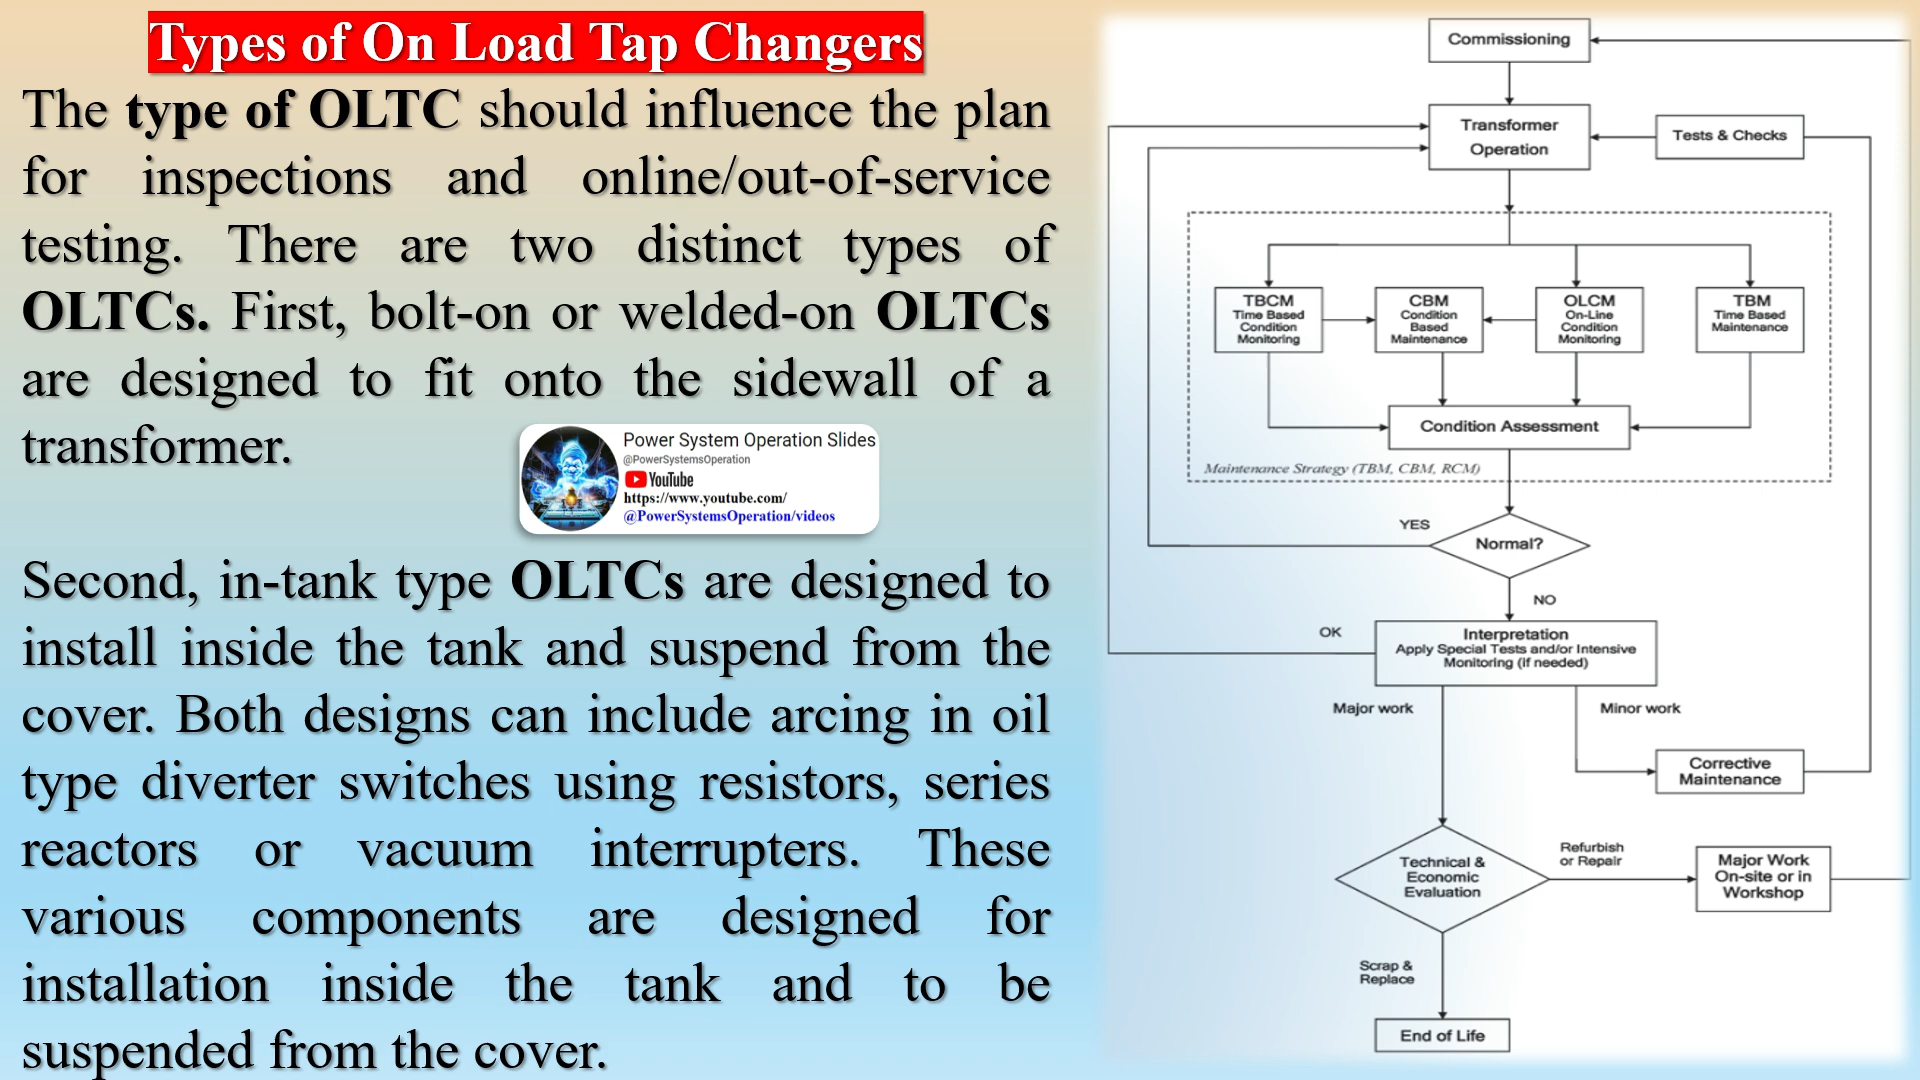 Types of On Load Tap Changers
The type of OLTC should influence the plan
for inspections and online/out-of-service
testing. There are two distinct types of
OLTCs. First, bolt-on or welded-on OLTCs
are designed to fit onto the sidewall of a
transformer.
Power System Operation Slides
@PowerSystemsOperation
YouTube
https://www.youtube.com/
@PowerSystemsOperation/videos
Second, in-tank type OLTCs are designed to
install inside the tank and suspend from the
cover. Both designs can include arcing in oil
type diverter switches using resistors, series
reactors or vacuum interrupters. These
various components are designed for
installation inside the tank and to be
suspended from the cover.
Commissioning
Transformer
Operation
Tests & Checks
TBCM
Time Based
Condition
Monitoring
CBM
Condition
Based
Maintenance
OLCM
On-Line
Condition
Monitoring
TBM
Time Based
Maintenance
Condition Assessment
Maintenance Strategy (TBM, CBM, RCM)
YES
Normal?
NO
OK
Interpretation
Apply Special Tests and/or Intensive
Monitoring (if needed)
Major work
Minor work
Corrective
Maintenance
Technical &
Economic
Evaluation
Refurbish
or Repair
Major Work
On-site or in
Workshop
Scrap &
Replace
End of Life